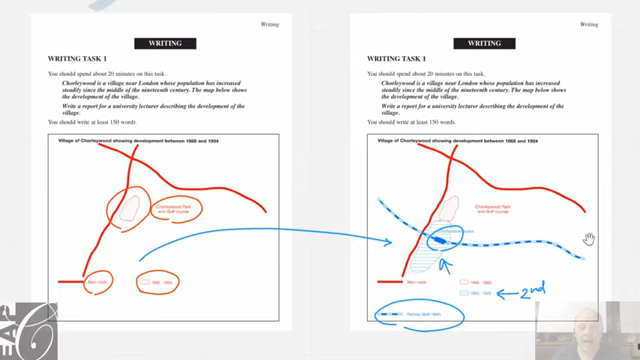 Writing
WRITING
WRITING TASK 1
You should spend about 20 minutes on this task.
Chorleywood is a village near London whose population has increased
steadily since the middle of the nineteenth century. The map below shows
the development of the village.
Write a report for a university lecturer describing the development of the
village.
You should write at least 150 words.
Village of Chorleywood showing development between 1868 and 1994
Chorleywood Park
and Golf course
Main roads
Writing
WRITING
WRITING TASK 1
You should spend about 20 minutes on this task.
Chorleywood is a village near London whose population has increased
steadily since the middle of the nineteenth century. The map below shows
the development of the village.
Write a report for a university lecturer describing the development of the
village.
You should write at least 150 words.
Village of Chorleywood showing development between 1868 and 1994
Chorleywood Park
and Golf course
Main roads
2nd
EAP